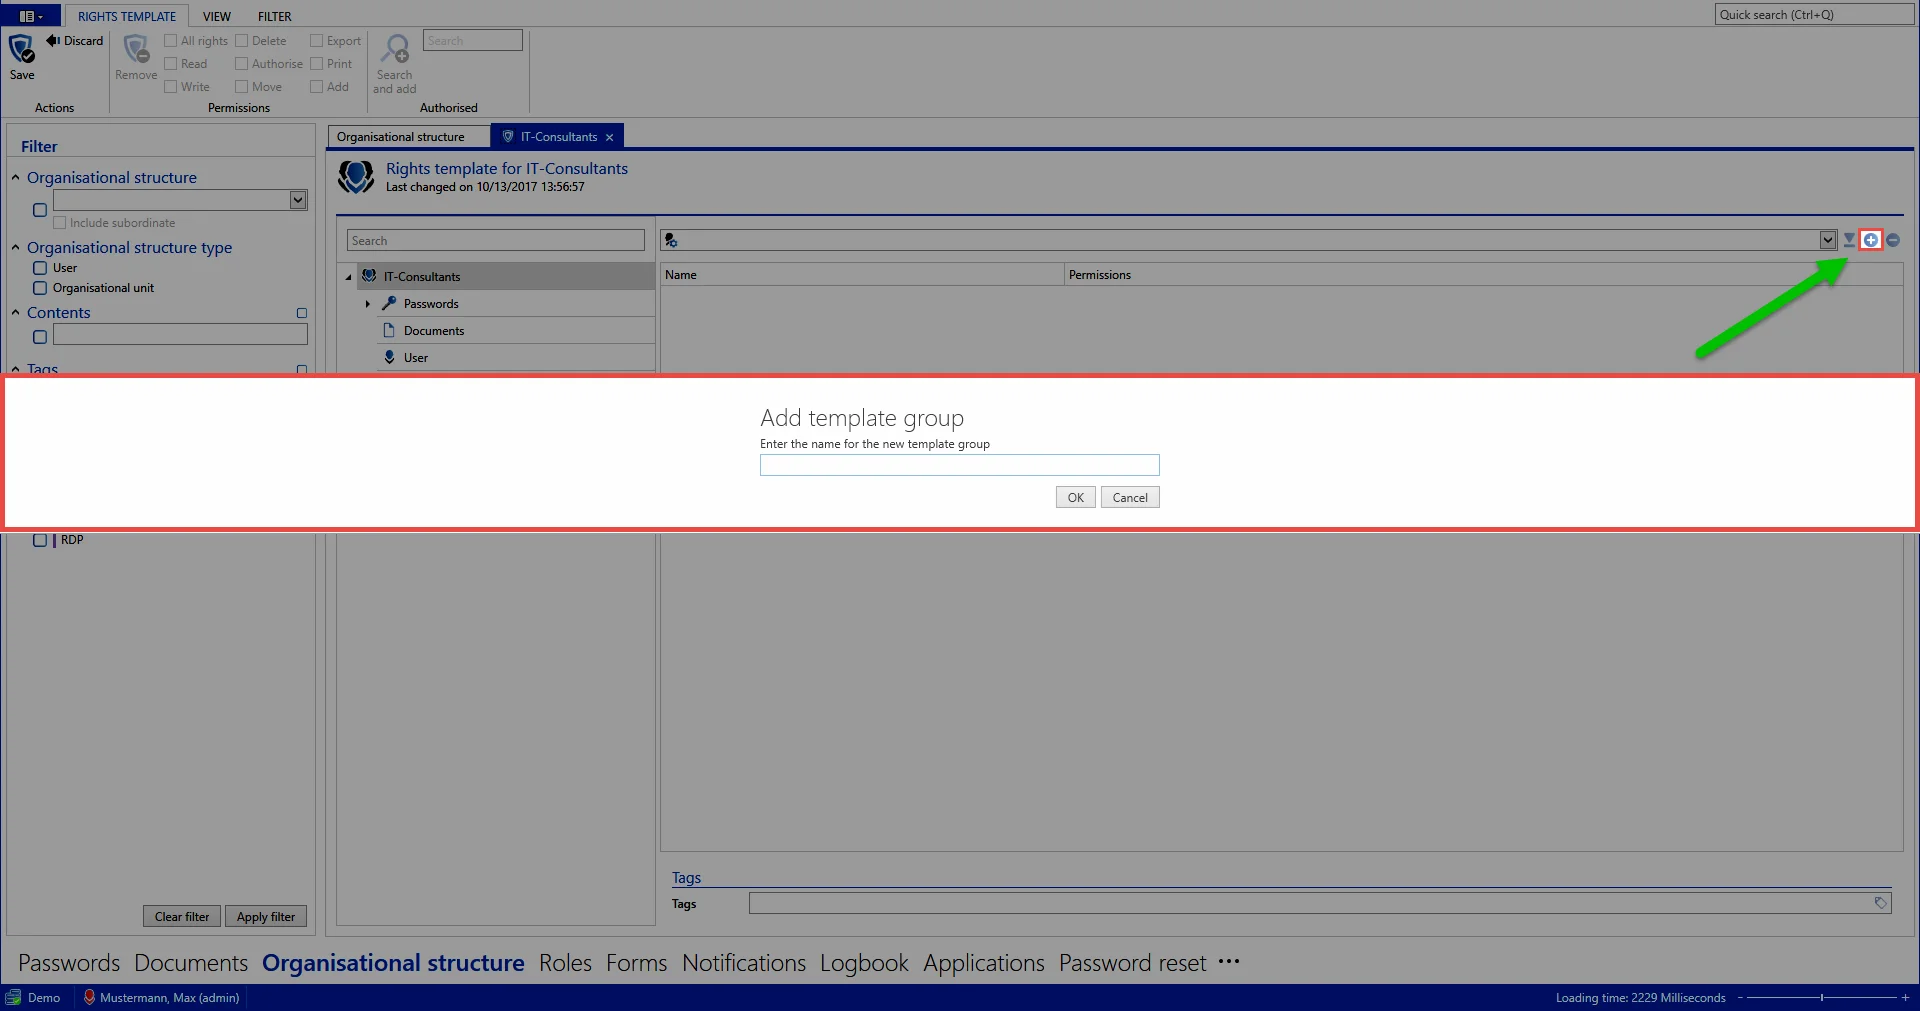 RIGHTS TEMPLATE VIEW FILTER Quick search (Ctrl+Q)
Save Discard
Remove
All rights Delete Export
Read Authorise Print
Write Move Add
Search and add Search
Actions Permissions Authorised
Filter
Organisational structure
Include subordinate
Organisational structure type
User
Organisational unit
Contents
Tags
RDP
Clear filter Apply filter
Organisational structure IT-Consultants
Rights template for IT-Consultants
Last changed on 10/13/2017 13:56:57
Search
IT-Consultants
Passwords
Documents
User
Name Permissions
Add template group
Enter the name for the new template group
OK Cancel
Tags
Tags
Passwords Documents Organisational structure Roles Forms Notifications Logbook Applications Password reset ···
Demo Mustermann, Max (admin) Loading time: 2229 Milliseconds - +